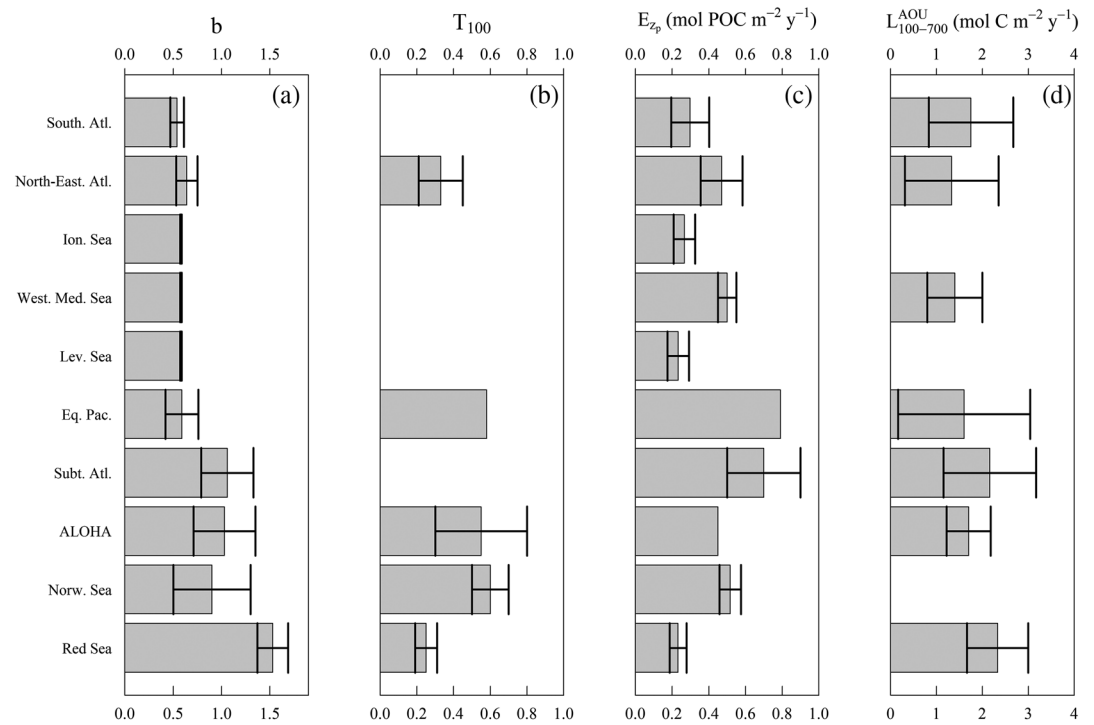 b
T₁₀₀
E_{Z_p} (mol POC m⁻² y⁻¹)
L^{AOU}_{100–700} (mol C m⁻² y⁻¹)
0.0 0.5 1.0 1.5
0.0 0.2 0.4 0.6 0.8 1.0
0.0 0.2 0.4 0.6 0.8 1.0
0 1 2 3 4
(a)
(b)
(c)
(d)
South. Atl.
North-East. Atl.
Ion. Sea
West. Med. Sea
Lev. Sea
Eq. Pac.
Subt. Atl.
ALOHA
Norw. Sea
Red Sea
0.0 0.5 1.0 1.5
0.0 0.2 0.4 0.6 0.8 1.0
0.0 0.2 0.4 0.6 0.8 1.0
0 1 2 3 4